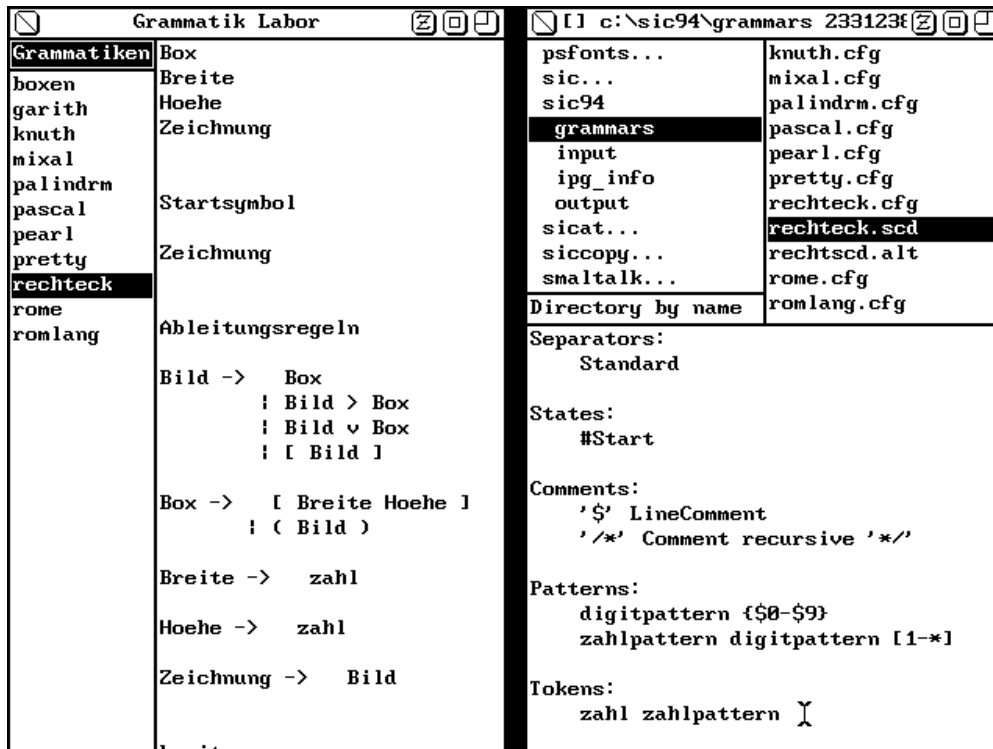 Grammatik Labor
Grammatiken
boxen
garith
knuth
mixal
palindrm
pascal
pearl
pretty
rechteck
rome
romlang
Box
Breite
Hoehe
Zeichnung
Startsymbol
Zeichnung
Ableitungsregeln
Bild -> Box
¦ Bild > Box
¦ Bild v Box
¦ [ Bild ]
Box -> [ Breite Hoehe ]
¦ ( Bild )
Breite -> zahl
Hoehe -> zahl
Zeichnung -> Bild
[] c:\sic94\grammars 2331238
psfonts...
sic...
sic94
grammars
input
ipg_info
output
sicat...
siccopy...
smaltalk...
Directory by name
knuth.cfg
mixal.cfg
palindrm.cfg
pascal.cfg
pearl.cfg
pretty.cfg
rechteck.cfg
rechteck.scd
rechtscd.alt
rome.cfg
romlang.cfg
Separators:
Standard
States:
#Start
Comments:
'$' LineComment
'/*' Comment recursive '*/'
Patterns:
digitpattern {$0-$9}
zahlpattern digitpattern [1-*]
Tokens:
zahl zahlpattern